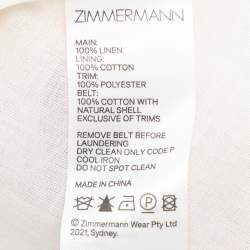 ZIMMERMANN
MAIN:
100% LINEN
LINING:
100% COTTON
TRIM:
100% POLYESTER
BELT:
100% COTTON WITH
NATURAL SHELL
EXCLUSIVE OF TRIMS
REMOVE BELT BEFORE
LAUNDERING
DRY CLEAN ONLY CODE P
COOL IRON
DO NOT SPOT CLEAN
MADE IN CHINA
© Zimmermann Wear Pty Ltd
2021, Sydney.